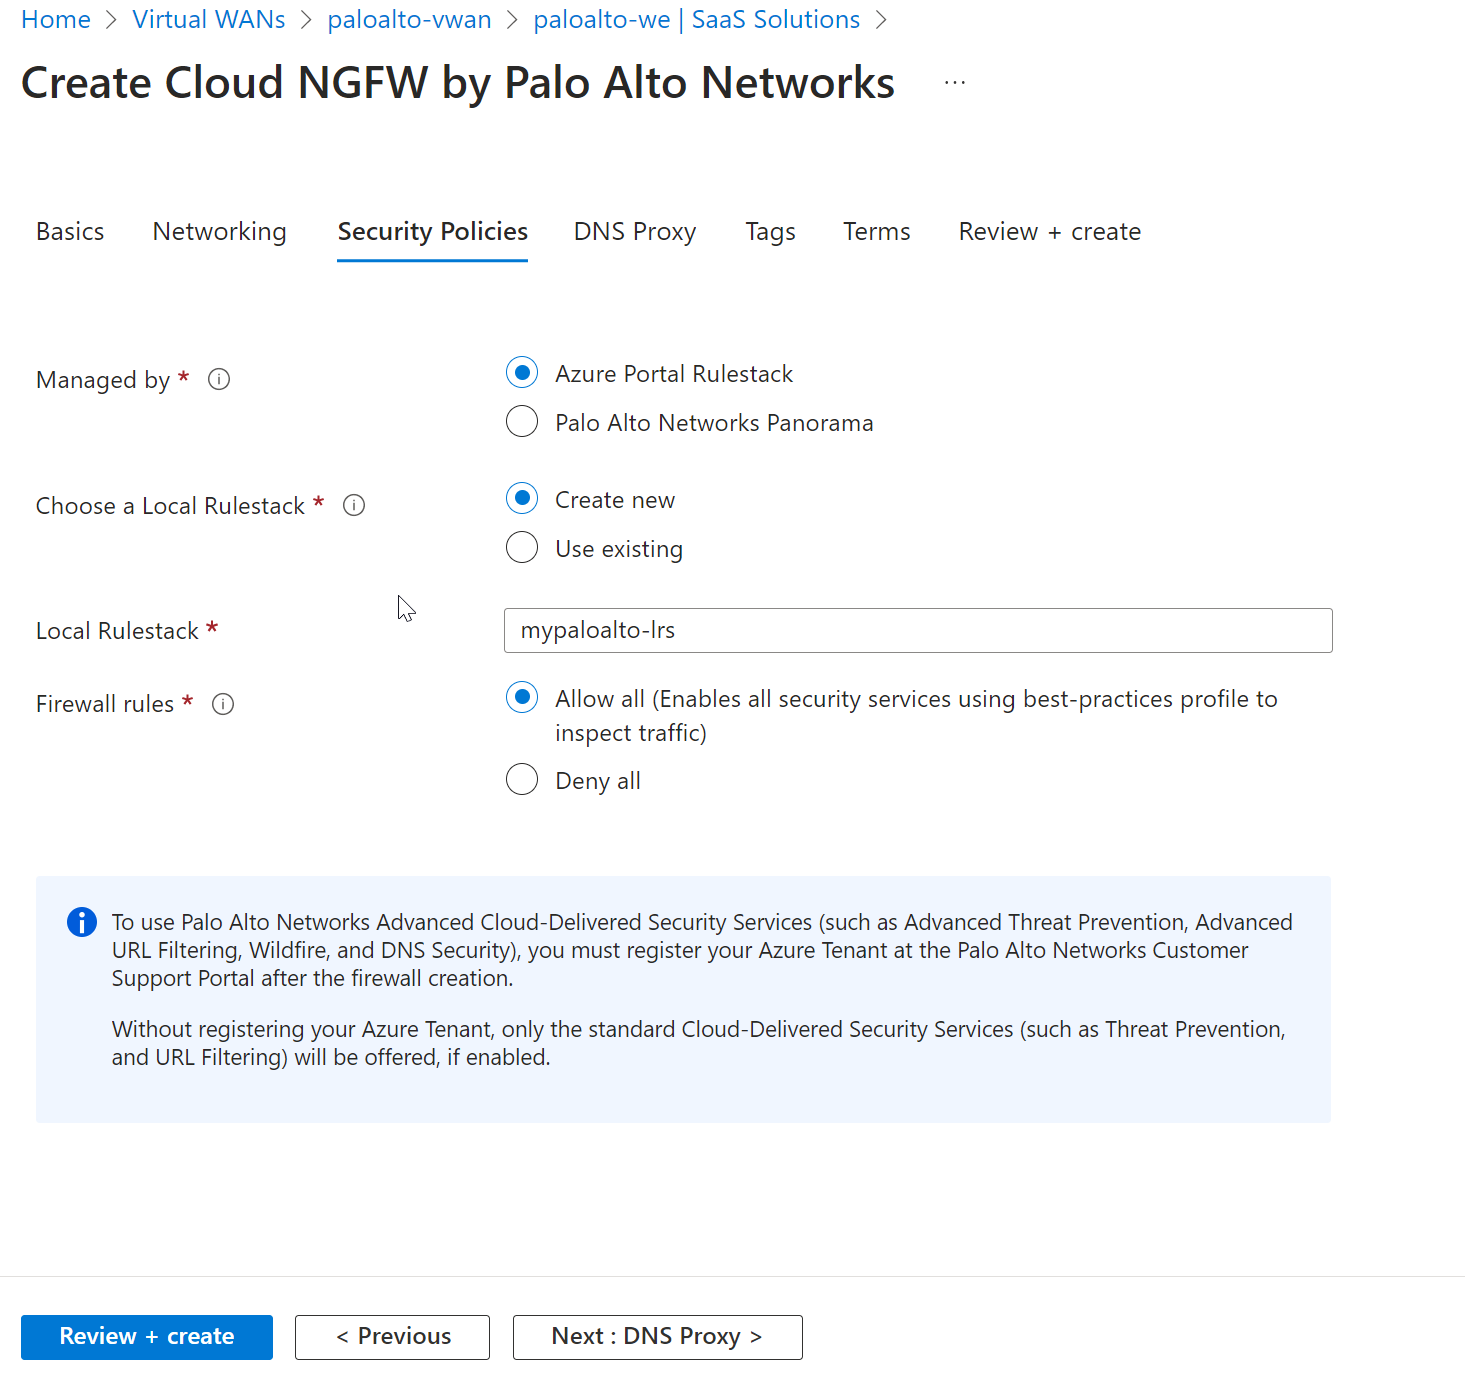 Home > Virtual WANs > paloalto-vwan > paloalto-we | SaaS Solutions >
Create Cloud NGFW by Palo Alto Networks ...
Basics Networking Security Policies DNS Proxy Tags Terms Review + create
Managed by *
Azure Portal Rulestack
Palo Alto Networks Panorama
Choose a Local Rulestack *
Create new
Use existing
Local Rulestack *
mypaloalto-lrs
Firewall rules *
Allow all (Enables all security services using best-practices profile to
inspect traffic)
Deny all
To use Palo Alto Networks Advanced Cloud-Delivered Security Services (such as Advanced Threat Prevention, Advanced
URL Filtering, Wildfire, and DNS Security), you must register your Azure Tenant at the Palo Alto Networks Customer
Support Portal after the firewall creation.
Without registering your Azure Tenant, only the standard Cloud-Delivered Security Services (such as Threat Prevention,
and URL Filtering) will be offered, if enabled.
Review + create < Previous Next : DNS Proxy >